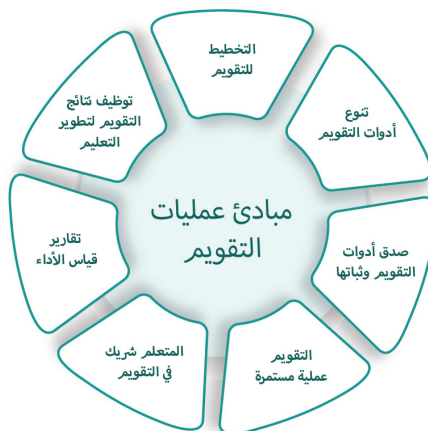 مبادئ عمليات
التقويم
التخطيط
للتقويم
تنوع
أدوات التقويم
صدق أدوات
التقويم وثباتها
التقويم
عملية مستمرة
المتعلم شريك
في التقويم
تقارير
قياس الأداء
توظيف نتائج
التقويم لتطوير
التعليم